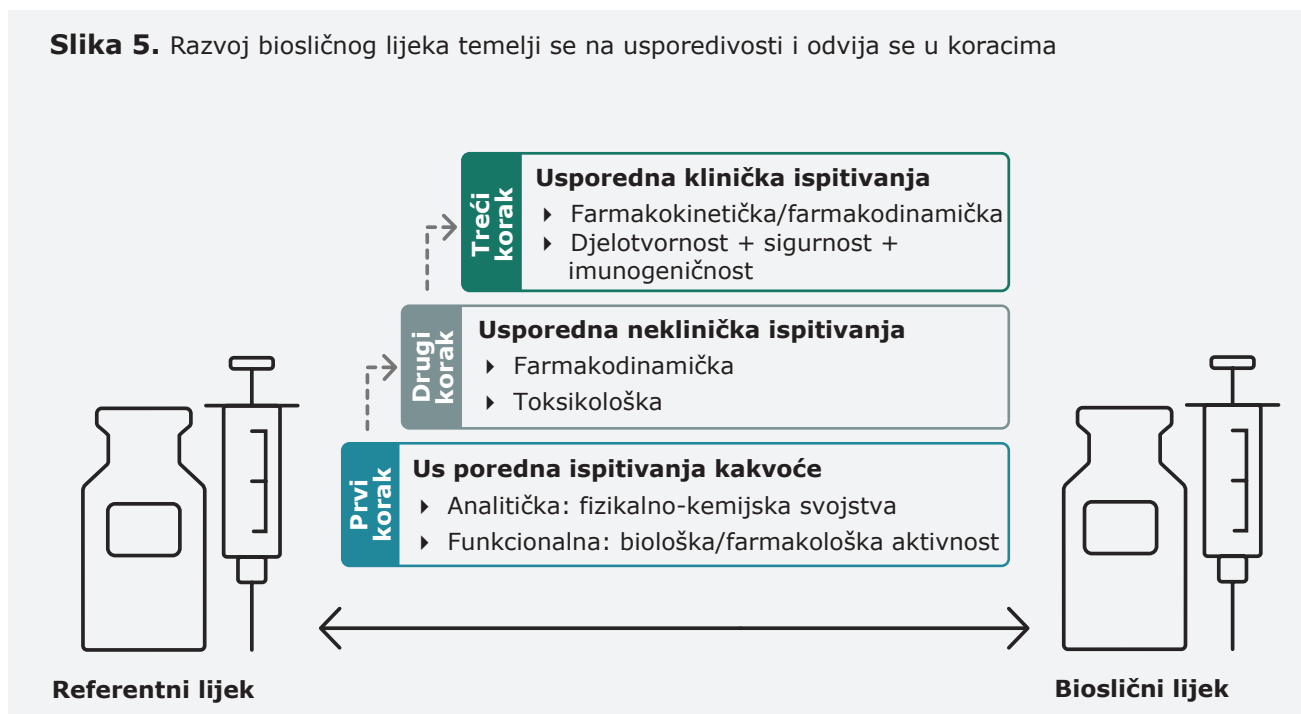 Slika 5. Razvoj biosličnog lijeka temelji se na usporedivosti i odvija se u koracima
Treći
korak
Usporedna klinička ispitivanja
Farmakokinetička/farmakodinamička
Djelotvornost + sigurnost +
imunogeničnost
Drugi
korak
Usporedna neklinička ispitivanja
Farmakodinamička
Toksikološka
Prvi
korak
Us poredna ispitivanja kakvoće
Analitička: fizikalno-kemijska svojstva
Funkcionalna: biološka/farmakološka aktivnost
Referentni lijek
Bioslični lijek